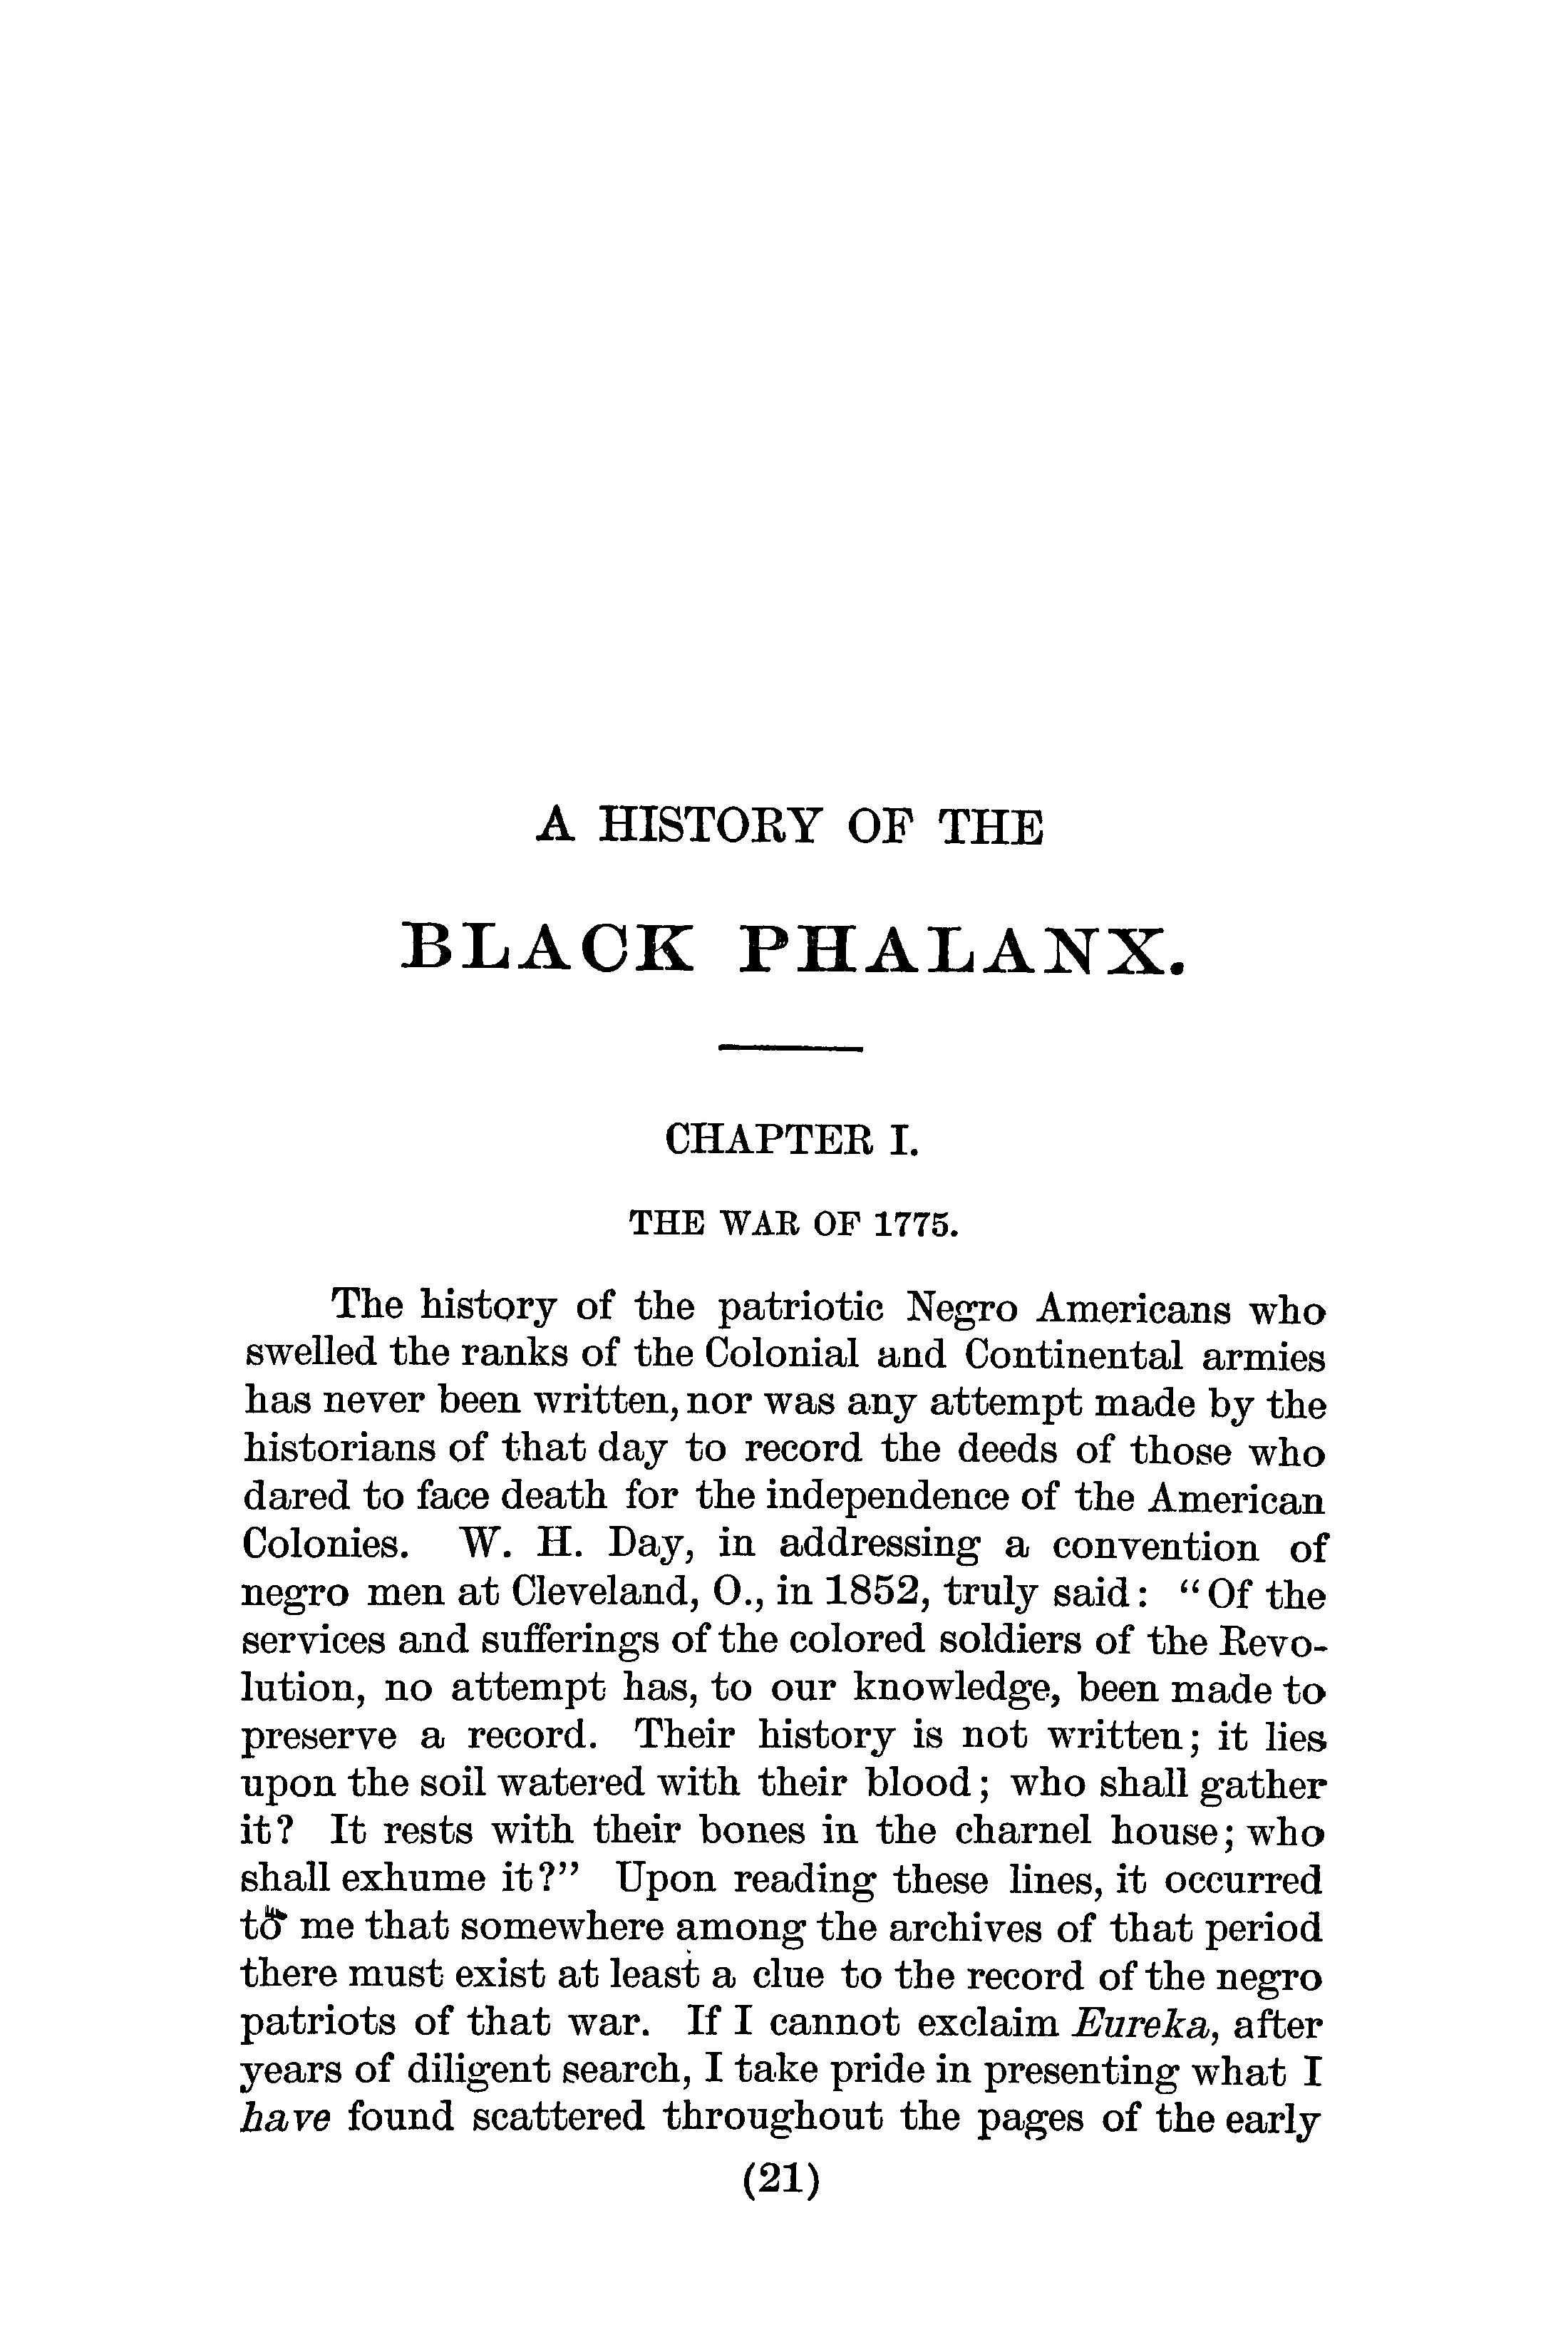 A HISTORY OF THE
BLACK PHALANX.
CHAPTER I.
THE WAR OF 1775.
The history of the patriotic Negro Americans who
swelled the ranks of the Colonial and Continental armies
has never been written, nor was any attempt made by the
historians of that day to record the deeds of those who
dared to face death for the independence of the American
Colonies. W. H. Day, in addressing a convention of
negro men at Cleveland, O., in 1852, truly said: “Of the
services and sufferings of the colored soldiers of the Revo-
lution, no attempt has, to our knowledge, been made to
preserve a record. Their history is not written; it lies
upon the soil watered with their blood; who shall gather
it? It rests with their bones in the charnel house; who
shall exhume it?” Upon reading these lines, it occurred
to me that somewhere among the archives of that period
there must exist at least a clue to the record of the negro
patriots of that war. If I cannot exclaim Eureka, after
years of diligent search, I take pride in presenting what I
have found scattered throughout the pages of the early
(21)